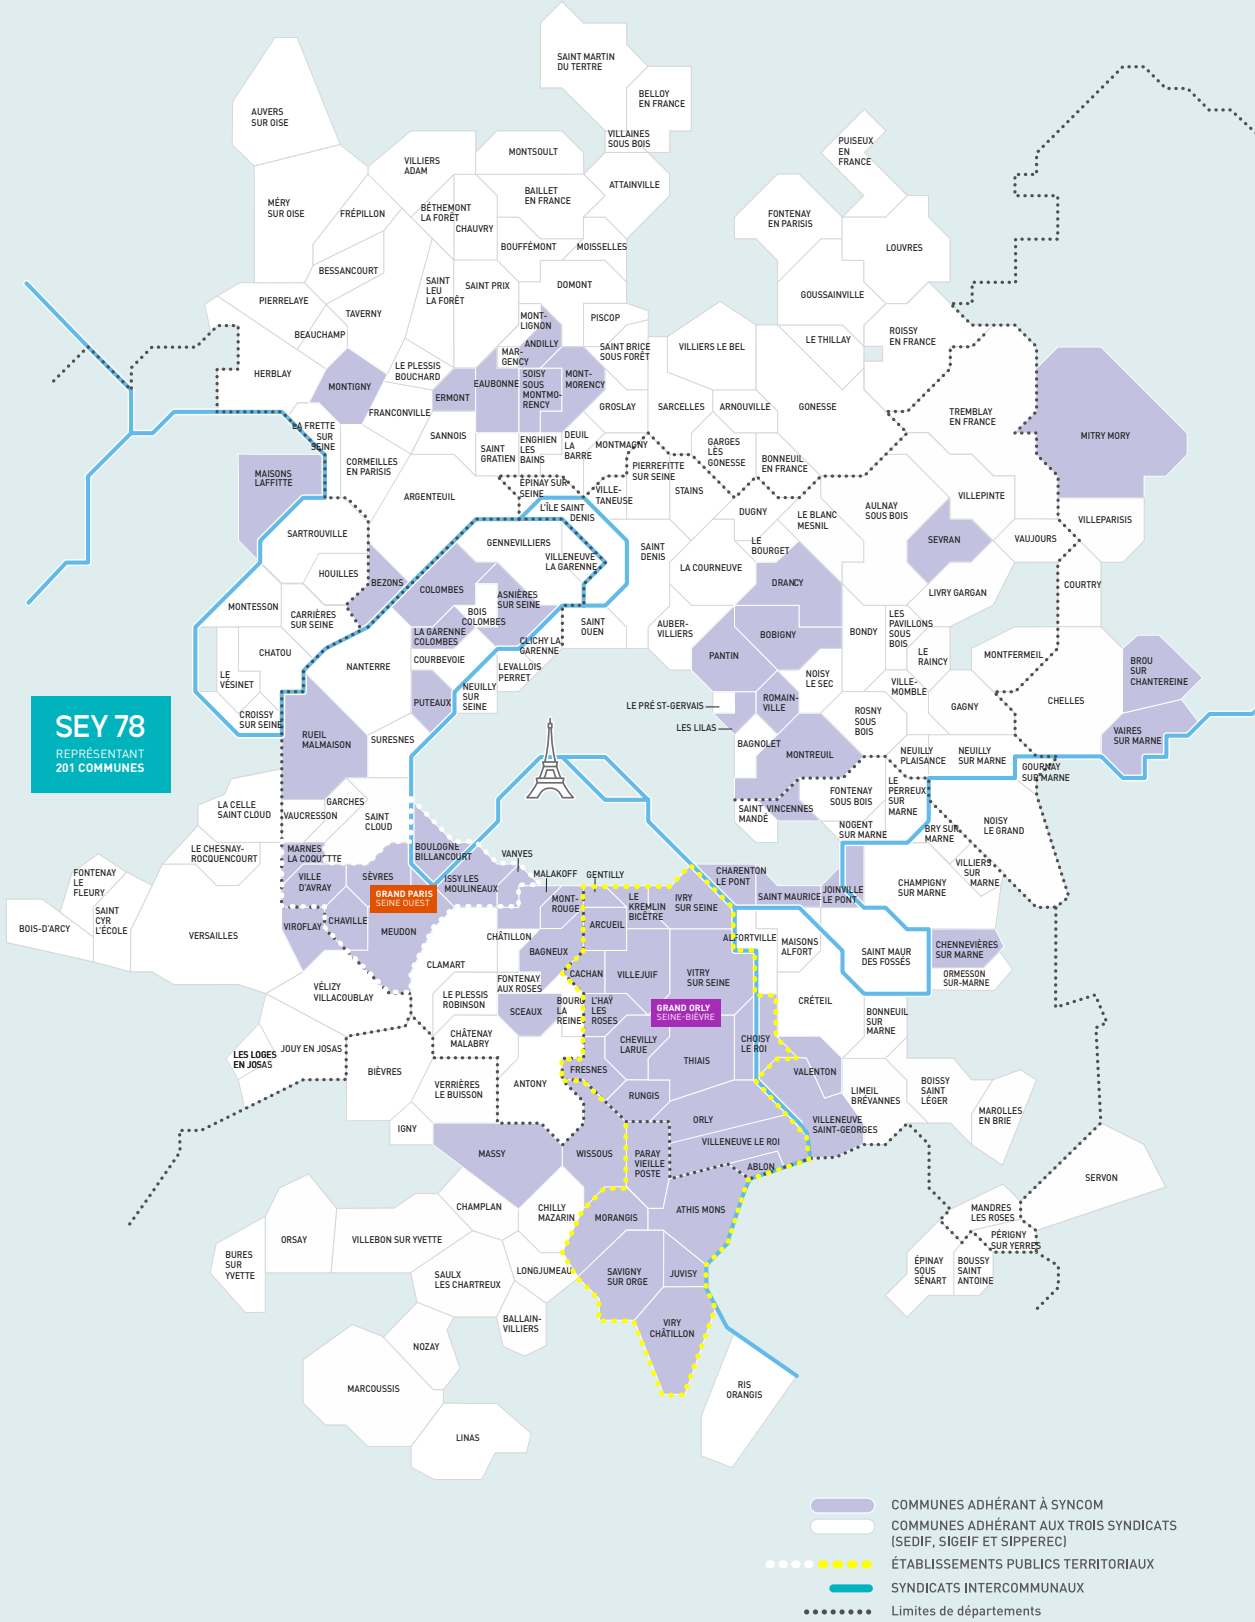 SAINT MARTIN
DU TERTRE
BELLOY
EN FRANCE
AUVERS
SUR OISE
VILLAINES
SOUS BOIS
PUISEUX
EN
FRANCE
MONTSOULT
VILLIERS
ADAM
ATTAINVILLE
BAILLET
EN FRANCE
MÉRY
SUR OISE
FRÉPILLON
BÉTHEMONT
LA FORÊT
CHAUVRY
FONTENAY
EN PARISIS
BOUFFÉMONT
MOISSELLES
LOUVRES
BESSANCOURT
SAINT
LEU
LA FORÊT
SAINT PRIX
DOMONT
GOUSSAINVILLE
PIERRELAYE
TAVERNY
MONT-
LIGNON
PISCOP
BEAUCHAMP
ANDILLY
ROISSY
EN FRANCE
LE THILLAY
MAR-
GENCY
SAINT BRICE
SOUS FORÊT
VILLIERS LE BEL
HERBLAY
LE PLESSIS
BOUCHARD
MONTIGNY
EAUBONNE
SOISY
SOUS
MONTMO-
RENCY
MONT-
MORENCY
ERMONT
FRANCONVILLE
GROSLAY
SARCELLES
ARNOUVILLE
GONESSE
TREMBLAY
EN FRANCE
MITRY MORY
LA FRETTE
SUR
SEINE
SANNOIS
SAINT
GRATIEN
ENGHIEN
LES
BAINS
DEUIL
LA
BARRE
MONTMAGNY
GARGES
LÈS
GONESSE
BONNEUIL
EN FRANCE
PIERREFITTE
SUR SEINE
MAISONS
LAFFITTE
CORMEILLES
EN PARISIS
ARGENTEUIL
ÉPINAY SUR
SEINE
VILLE-
TANEUSE
STAINS
VILLEPINTE
AULNAY
SOUS BOIS
L'ÎLE SAINT
DENIS
DUGNY
LE BLANC
MESNIL
VILLEPARISIS
SARTROUVILLE
GENNEVILLIERS
VILLENEUVE
LA GARENNE
SAINT
DENIS
LE
BOURGET
SEVRAN
VAUJOURS
HOUILLES
BEZONS
COLOMBES
ASNIÈRES
SUR SEINE
LA COURNEUVE
DRANCY
COURTRY
LIVRY GARGAN
MONTESSON
CARRIÈRES
SUR SEINE
BOIS
COLOMBES
LA GARENNE
COLOMBES
SAINT
OUEN
AUBER-
VILLIERS
BOBIGNY
BONDY
LES
PAVILLONS
SOUS
BOIS
CLICHY LA
GARENNE
CHATOU
NANTERRE
COURBEVOIE
LEVALLOIS
PERRET
PANTIN
LE
RAINCY
MONTFERMEIL
BROU
SUR
CHANTEREINE
LE
VÉSINET
NOISY
LE SEC
VILLE-
MOMBLE
PUTEAUX
NEUILLY
SUR
SEINE
ROMAIN-
VILLE
CHELLES
CROISSY
SUR SEINE
LE PRÉ ST-GERVAIS
GAGNY
ROSNY
SOUS
BOIS
SEY 78
REPRÉSENTANT
201 COMMUNES
RUEIL
MALMAISON
SURESNES
LES LILAS
BAGNOLET
MONTREUIL
VAIRES
SUR MARNE
NEUILLY
PLAISANCE
NEUILLY
SUR MARNE
GOURNAY
SUR MARNE
LA CELLE
SAINT CLOUD
GARCHES
VAUCRESSON
SAINT
CLOUD
SAINT
MANDÉ
VINCENNES
FONTENAY
SOUS BOIS
LE
PERREUX
SUR
MARNE
NOGENT
SUR MARNE
BRY SUR
MARNE
NOISY
LE GRAND
LE CHESNAY-
ROCQUENCOURT
MARNES
LA COQUETTE
BOULOGNE
BILLANCOURT
VANVES
VILLIERS
SUR
MARNE
FONTENAY
LE
FLEURY
VILLE
D'AVRAY
SÈVRES
ISSY LES
MOULINEAUX
MALAKOFF
GENTILLY
CHARENTON
LE PONT
SAINT MAURICE
JOINVILLE
LE PONT
CHAMPIGNY
SUR MARNE
GRAND PARIS
SEINE OUEST
MONT-
ROUGE
LE
KREMLIN
BICÊTRE
IVRY
SUR SEINE
SAINT
CYR
L'ÉCOLE
BOIS-D'ARCY
VERSAILLES
VIROFLAY
CHAVILLE
MEUDON
CHÂTILLON
ARCUEIL
ALFORTVILLE
MAISONS
ALFORT
SAINT MAUR
DES FOSSÉS
CHENNEVIÈRES
SUR MARNE
BAGNEUX
CLAMART
CACHAN
VILLEJUIF
VITRY
SUR SEINE
ORMESSON
SUR-MARNE
VÉLIZY
VILLACOUBLAY
LE PLESSIS
ROBINSON
FONTENAY
AUX ROSES
SCEAUX
BOURG
LA
REINE
L'HAŸ
LES
ROSES
GRAND ORLY
SEINE-BIÈVRE
CRÉTEIL
BONNEUIL
SUR
MARNE
CHÂTENAY
MALABRY
CHEVILLY
LARUE
THIAIS
CHOISY
LE ROI
LES LOGES
EN JOSAS
JOUY EN JOSAS
BIÈVRES
VERRIÈRES
LE BUISSON
ANTONY
FRESNES
RUNGIS
VALENTON
LIMEIL
BRÉVANNES
BOISSY
SAINT
LÉGER
MAROLLES
EN BRIE
IGNY
ORLY
VILLENEUVE
SAINT-GEORGES
MASSY
WISSOUS
PARAY
VIEILLE
POSTE
VILLENEUVE LE ROI
ABLON
SERVON
CHAMPLAN
CHILLY
MAZARIN
MORANGIS
ATHIS MONS
MANDRES
LES ROSES
PÉRIGNY
SUR YERRES
ORSAY
VILLEBON SUR YVETTE
BURES
SUR
YVETTE
SAULX
LES CHARTREUX
LONGJUMEAU
SAVIGNY
SUR ORGE
JUVISY
ÉPINAY
SOUS
SÉNART
BOUSSY
SAINT
ANTOINE
BALLAIN-
VILLIERS
VIRY
CHÂTILLON
NOZAY
MARCOUSSIS
RIS
ORANGIS
LINAS
COMMUNES ADHÉRANT À SYNCOM
COMMUNES ADHÉRANT AUX TROIS SYNDICATS
(SEDIF, SIGEIF ET SIPPEREC)
ÉTABLISSEMENTS PUBLICS TERRITORIAUX
SYNDICATS INTERCOMMUNAUX
Limites de départements